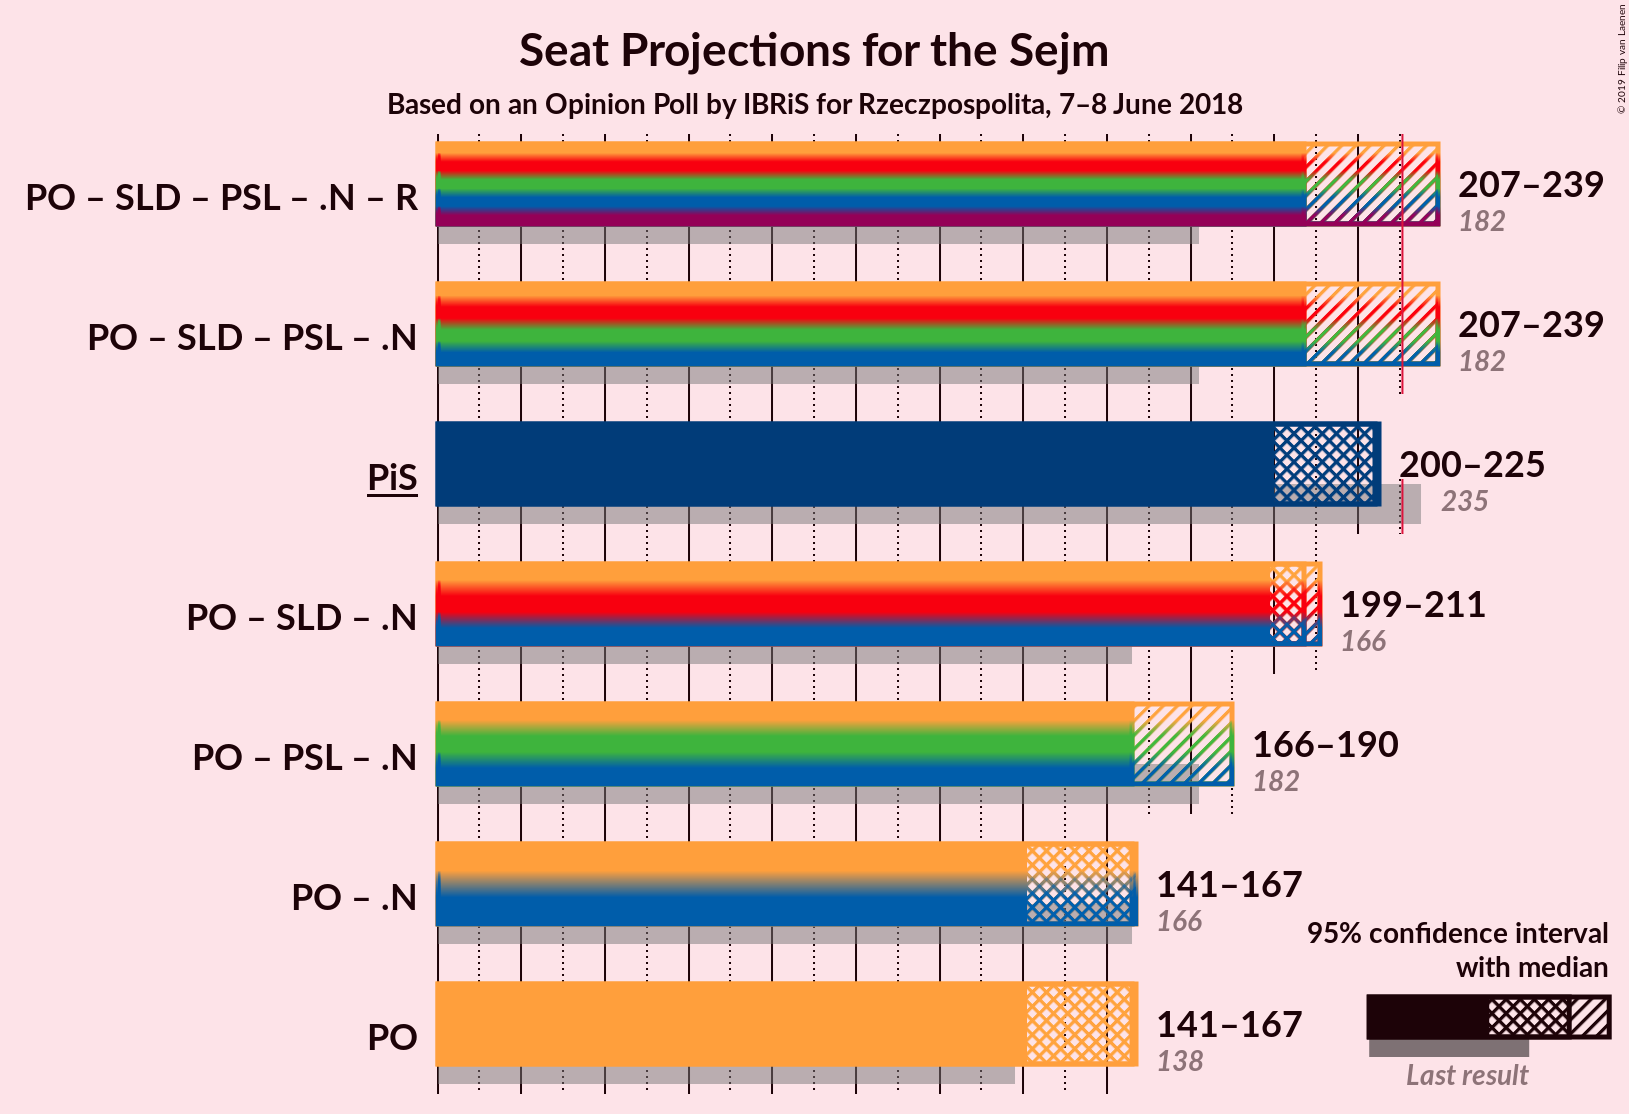 Seat Projections for the Sejm
Based on an Opinion Poll by IBRiS for Rzeczpospolita, 7–8 June 2018
© 2019 Filip van Laenen
PO – SLD – PSL – .N – R
207–239
182
PO – SLD – PSL – .N
207–239
182
PiS
200–225
235
PO – SLD – .N
199–211
166
PO – PSL – .N
166–190
182
PO – .N
141–167
166
PO
141–167
138
95% confidence interval
with median
Last result